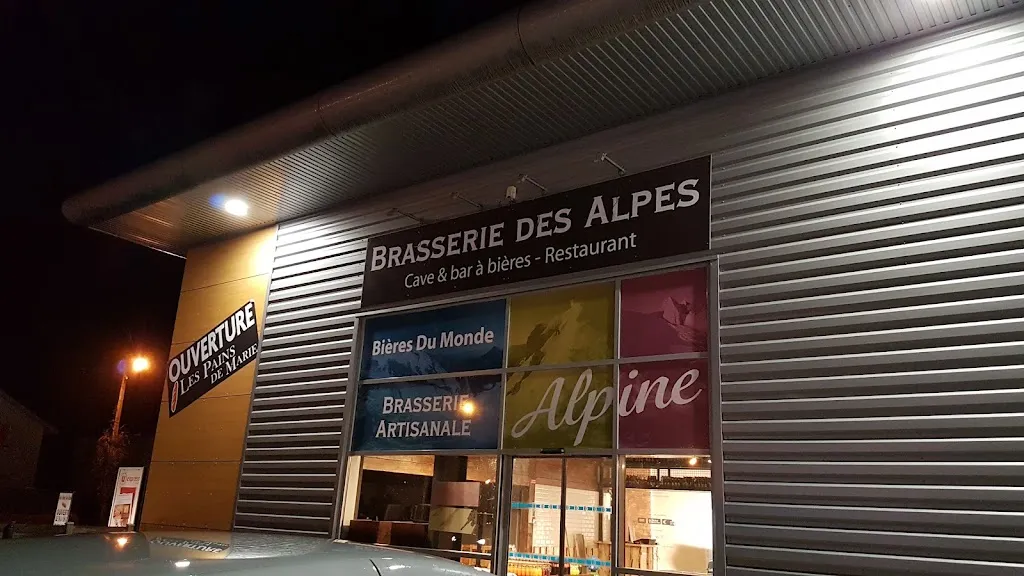 BRASSERIE DES ALPES
Cave & bar à bières - Restaurant
Bières Du Monde
BRASSERIE
ARTISANALE
Alpine
OUVERTURE
LES PAINS
DE MARIE